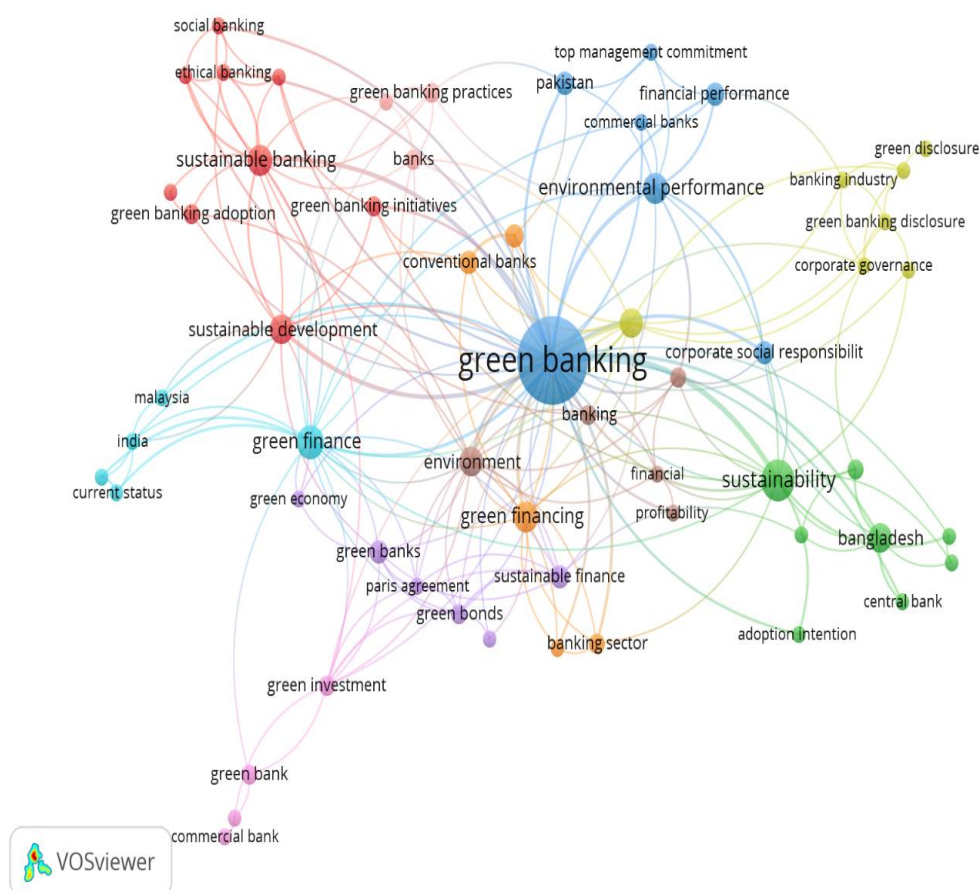 social banking
ethical banking
top management commitment
pakistan
green banking practices
financial performance
commercial banks
green disclosure
sustainable banking
banks
banking industry
environmental performance
green banking adoption
green banking initiatives
green banking disclosure
conventional banks
corporate governance
sustainable development
green banking
corporate social responsibilit
malaysia
banking
india
green finance
environment
financial
sustainability
current status
green economy
green financing
profitability
green banks
bangladesh
paris agreement
sustainable finance
central bank
green bonds
banking sector
adoption intention
green investment
green bank
commercial bank
VOSviewer